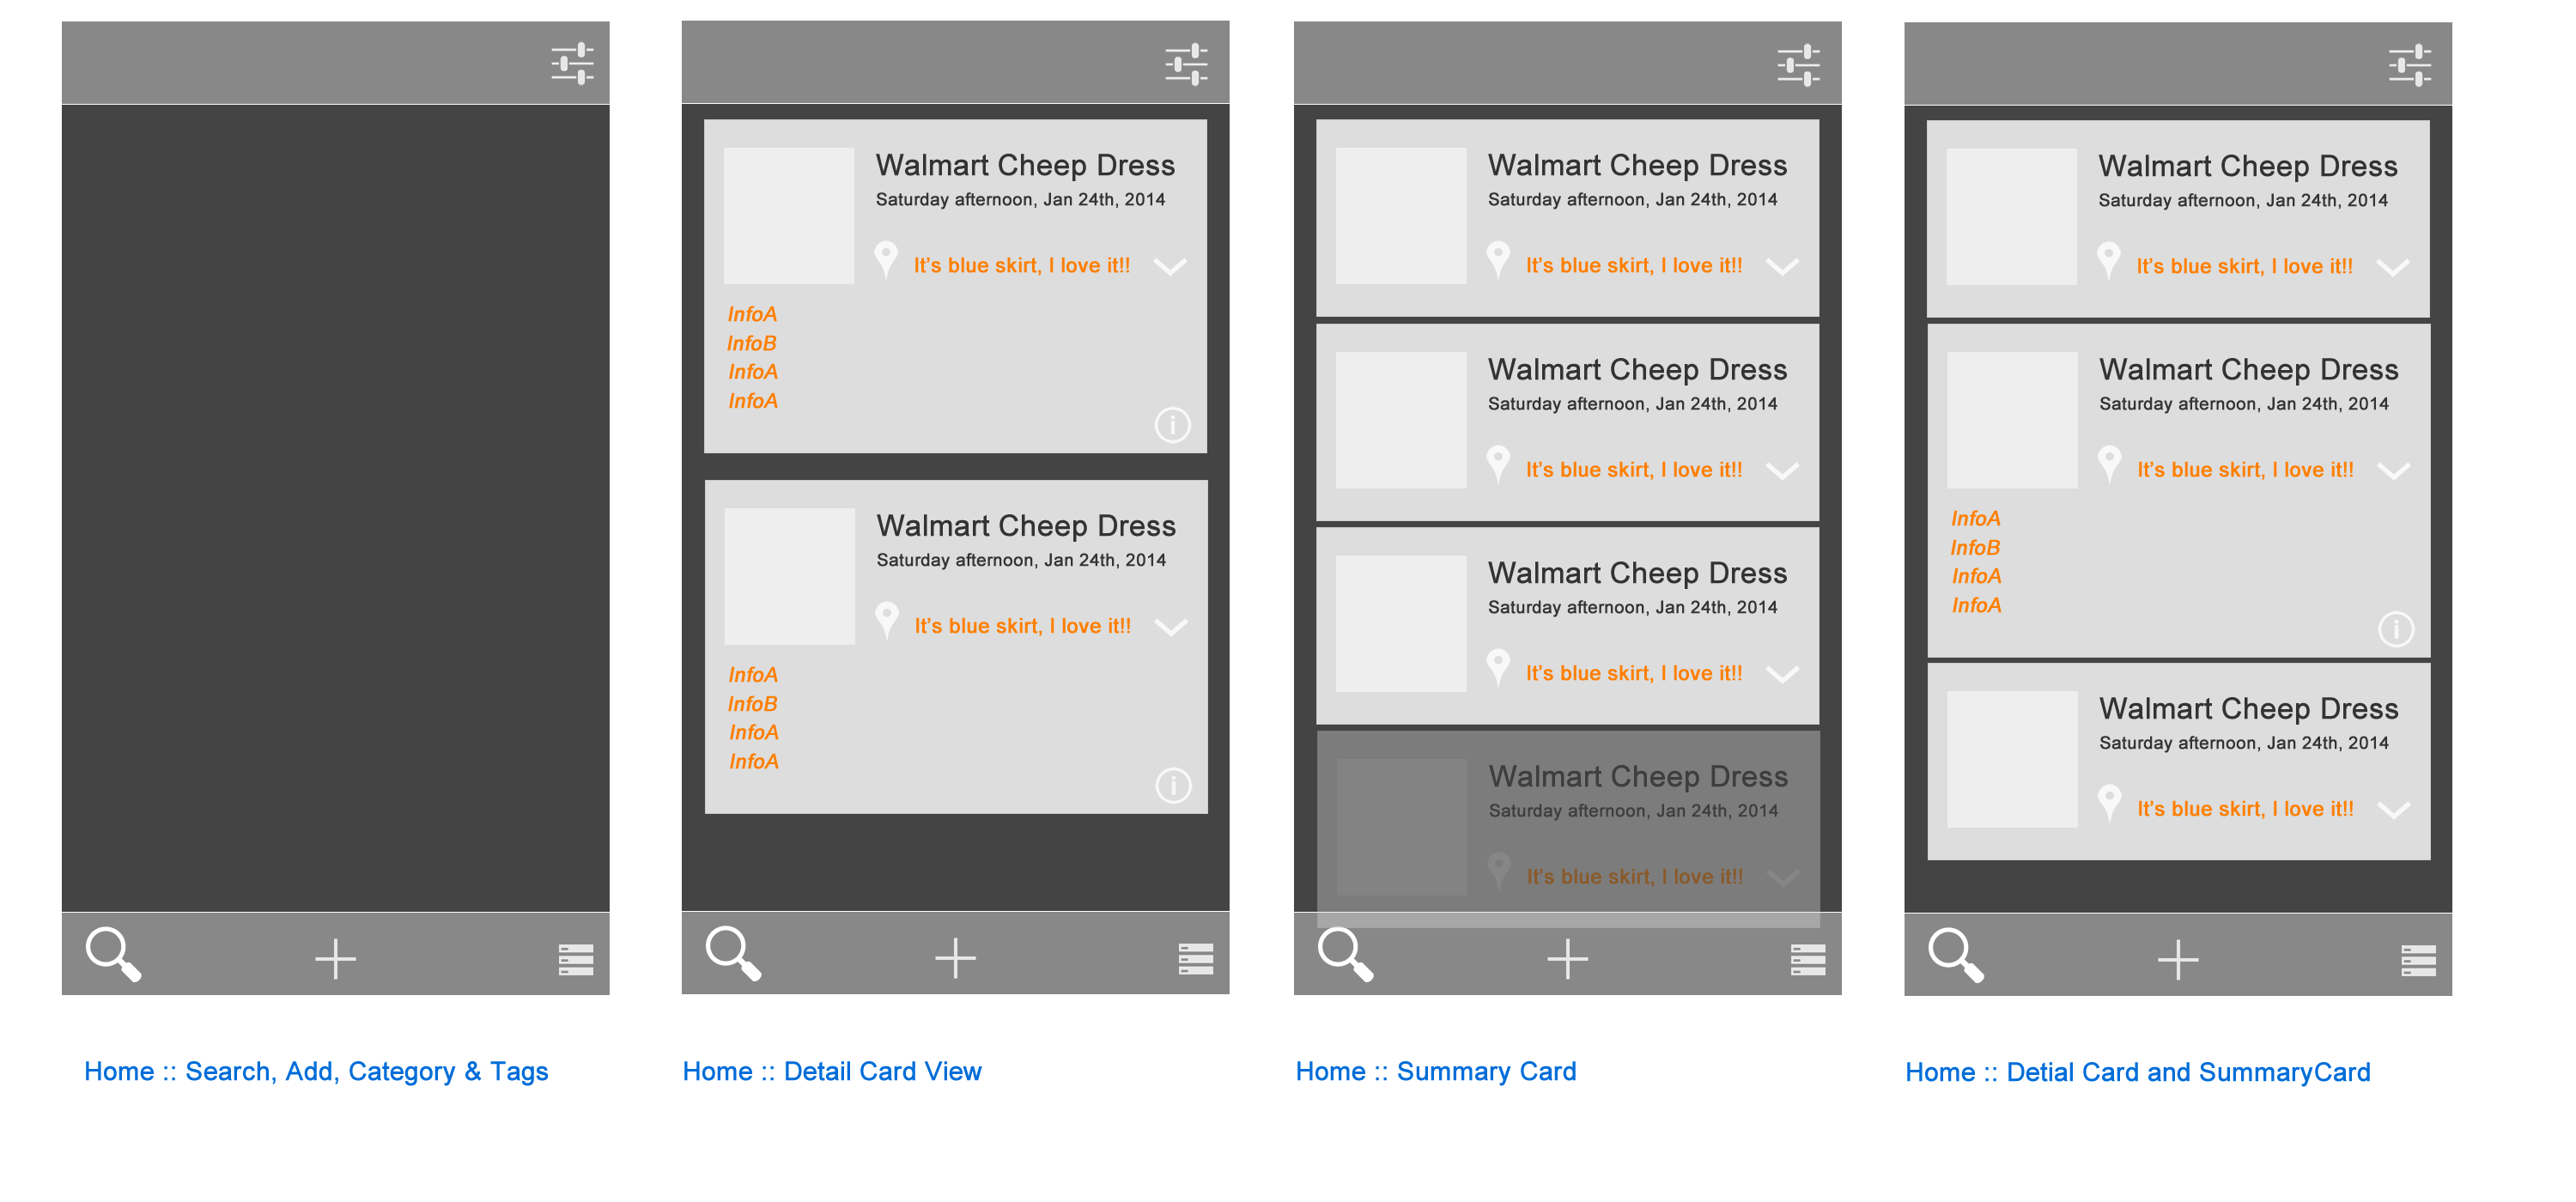 Walmart Cheep Dress
Saturday afternoon, Jan 24th, 2014
It's blue skirt, I love it!!
InfoA
InfoB
InfoA
InfoA
i
Walmart Cheep Dress
Saturday afternoon, Jan 24th, 2014
It's blue skirt, I love it!!
InfoA
InfoB
InfoA
InfoA
i
Walmart Cheep Dress
Saturday afternoon, Jan 24th, 2014
It's blue skirt, I love it!!
Walmart Cheep Dress
Saturday afternoon, Jan 24th, 2014
It's blue skirt, I love it!!
Walmart Cheep Dress
Saturday afternoon, Jan 24th, 2014
It's blue skirt, I love it!!
Walmart Cheep Dress
Saturday afternoon, Jan 24th, 2014
It's blue skirt, I love it!!
Walmart Cheep Dress
Saturday afternoon, Jan 24th, 2014
It's blue skirt, I love it!!
Walmart Cheep Dress
Saturday afternoon, Jan 24th, 2014
It's blue skirt, I love it!!
InfoA
InfoB
InfoA
InfoA
i
Walmart Cheep Dress
Saturday afternoon, Jan 24th, 2014
It's blue skirt, I love it!!
Home :: Search, Add, Category & Tags
Home :: Detail Card View
Home :: Summary Card
Home :: Detial Card and SummaryCard